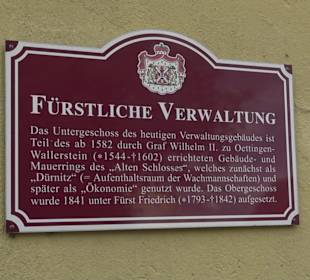 FÜRSTLICHE VERWALTUNG
Das Untergeschoss des heutigen Verwaltungsgebäudes ist
Teil des ab 1582 durch Graf Wilhelm II. zu Oettingen-
Wallerstein (*1544-†1602) errichteten Gebäude- und
Mauerrings des „Alten Schlosses“, welches zunächst als
„Dürnitz“ (= Aufenthaltsraum der Wachmannschaften) und
später als „Ökonomie“ genutzt wurde. Das Obergeschoss
wurde 1841 unter Fürst Friedrich (*1793-†1842) aufgesetzt.